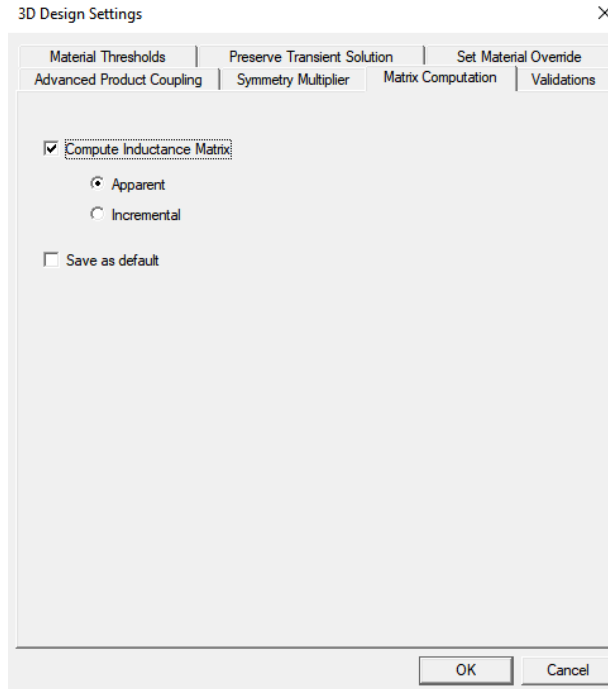 3D Design Settings
Material Thresholds Preserve Transient Solution Set Material Override
Advanced Product Coupling Symmetry Multiplier Matrix Computation Validations
Compute Inductance Matrix
Apparent
Incremental
Save as default
OK Cancel